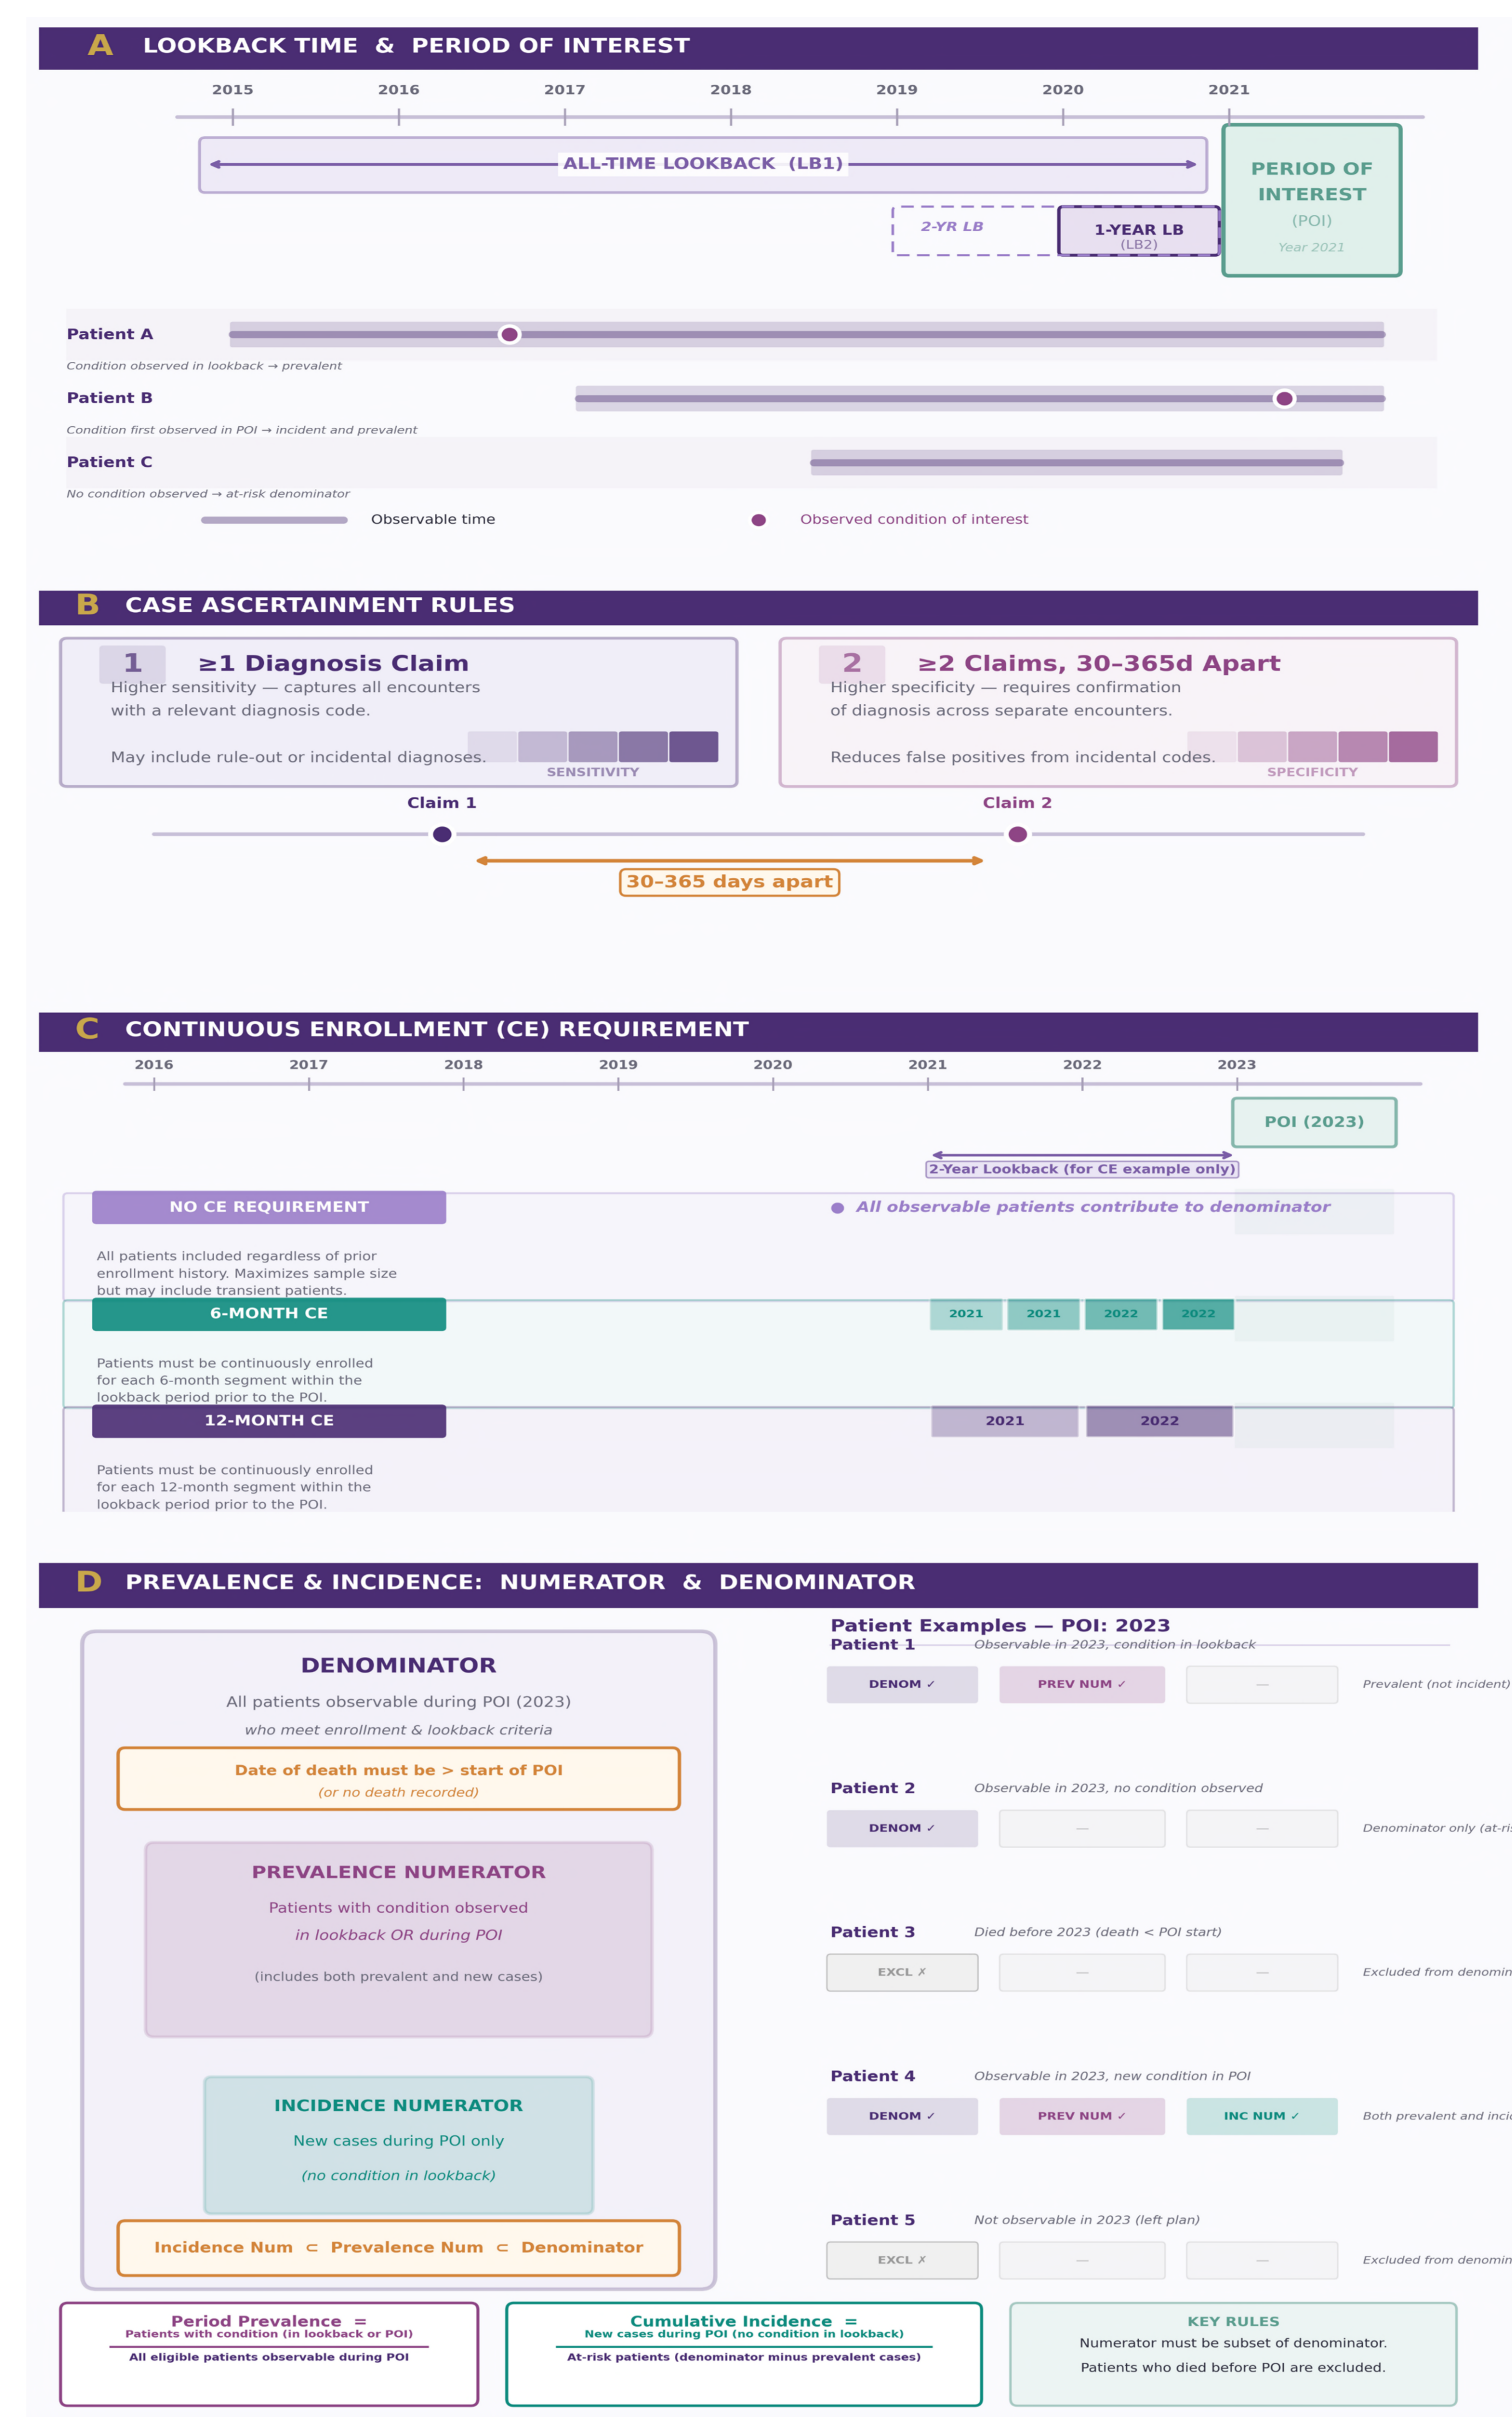 A LOOKBACK TIME & PERIOD OF INTEREST
2015 2016 2017 2018 2019 2020 2021
ALL-TIME LOOKBACK (LB1)
PERIOD OF
INTEREST
(POI)
Year 2021
2-YR LB
1-YEAR LB
(LB2)
Patient A
Condition observed in lookback → prevalent
Patient B
Condition first observed in POI → incident and prevalent
Patient C
No condition observed → at-risk denominator
Observable time
Observed condition of interest
B CASE ASCERTAINMENT RULES
1 ≥1 Diagnosis Claim
Higher sensitivity — captures all encounters
with a relevant diagnosis code.
May include rule-out or incidental diagnoses.
SENSITIVITY
2 ≥2 Claims, 30–365d Apart
Higher specificity — requires confirmation
of diagnosis across separate encounters.
Reduces false positives from incidental codes.
SPECIFICITY
Claim 1
Claim 2
30–365 days apart
C CONTINUOUS ENROLLMENT (CE) REQUIREMENT
2016 2017 2018 2019 2020 2021 2022 2023
POI (2023)
2-Year Lookback (for CE example only)
NO CE REQUIREMENT
All observable patients contribute to denominator
All patients included regardless of prior
enrollment history. Maximizes sample size
but may include transient patients.
6-MONTH CE
2021 2021 2022 2022
Patients must be continuously enrolled
for each 6-month segment within the
lookback period prior to the POI.
12-MONTH CE
2021 2022
Patients must be continuously enrolled
for each 12-month segment within the
lookback period prior to the POI.
D PREVALENCE & INCIDENCE: NUMERATOR & DENOMINATOR
DENOMINATOR
All patients observable during POI (2023)
who meet enrollment & lookback criteria
Date of death must be > start of POI
(or no death recorded)
PREVALENCE NUMERATOR
Patients with condition observed
in lookback OR during POI
(includes both prevalent and new cases)
INCIDENCE NUMERATOR
New cases during POI only
(no condition in lookback)
Incidence Num ⊂ Prevalence Num ⊂ Denominator
Patient Examples — POI: 2023
Patient 1 Observable in 2023, condition in lookback
DENOM ✓ PREV NUM ✓ — Prevalent (not incident)
Patient 2 Observable in 2023, no condition observed
DENOM ✓ — — Denominator only (at-ris
Patient 3 Died before 2023 (death < POI start)
EXCL ✗ — — Excluded from denomin
Patient 4 Observable in 2023, new condition in POI
DENOM ✓ PREV NUM ✓ INC NUM ✓ Both prevalent and inci
Patient 5 Not observable in 2023 (left plan)
EXCL ✗ — — Excluded from denomin
Period Prevalence =
Patients with condition (in lookback or POI)
All eligible patients observable during POI
Cumulative Incidence =
New cases during POI (no condition in lookback)
At-risk patients (denominator minus prevalent cases)
KEY RULES
Numerator must be subset of denominator.
Patients who died before POI are excluded.